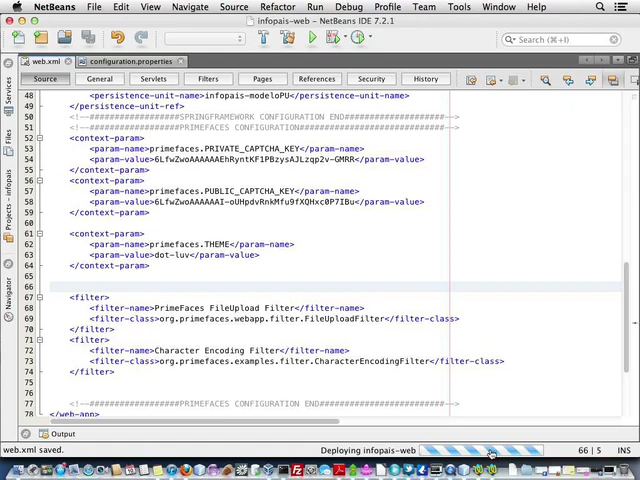 NetBeans File Edit View Navigate Source Refactor Run Debug Profile Team Tools Window Help
infopais-web – NetBeans IDE 7.2.1
Search (⌘+I)
web.xml configuration.properties
Source General Servlets Filters Pages References Security History
Services
Files
Projects - infopais
Navigator
48 <persistence-unit-name>infopais-modeloPU</persistence-unit-name>
49 </persistence-unit-ref>
50 <!--#####################SPRINGFRAMEWORK CONFIGURATION END####################-->
51 <!--#####################PRIMEFACES CONFIGURATION####################-->
52 <context-param>
53 <param-name>primefaces.PRIVATE_CAPTCHA_KEY</param-name>
54 <param-value>6LfwZwoAAAAAAEhRyntKF1PBzysAJLzqp2v-GMRR</param-value>
55 </context-param>
56 <context-param>
57 <param-name>primefaces.PUBLIC_CAPTCHA_KEY</param-name>
58 <param-value>6LfwZwoAAAAAAI-oUHpdvRnkMfu9fXQHxc0P7IBu</param-value>
59 </context-param>
60
61 <context-param>
62 <param-name>primefaces.THEME</param-name>
63 <param-value>dot-luv</param-value>
64 </context-param>
65
66
67 <filter>
68 <filter-name>PrimeFaces FileUpload Filter</filter-name>
69 <filter-class>org.primefaces.webapp.filter.FileUploadFilter</filter-class>
70 </filter>
71 <filter>
72 <filter-name>Character Encoding Filter</filter-name>
73 <filter-class>org.primefaces.examples.filter.CharacterEncodingFilter</filter-class>
74 </filter>
75
76
77 <!--#####################PRIMEFACES CONFIGURATION END####################-->
78 </web-app>
Output
web.xml saved. Deploying infopais-web 66 | 5 INS